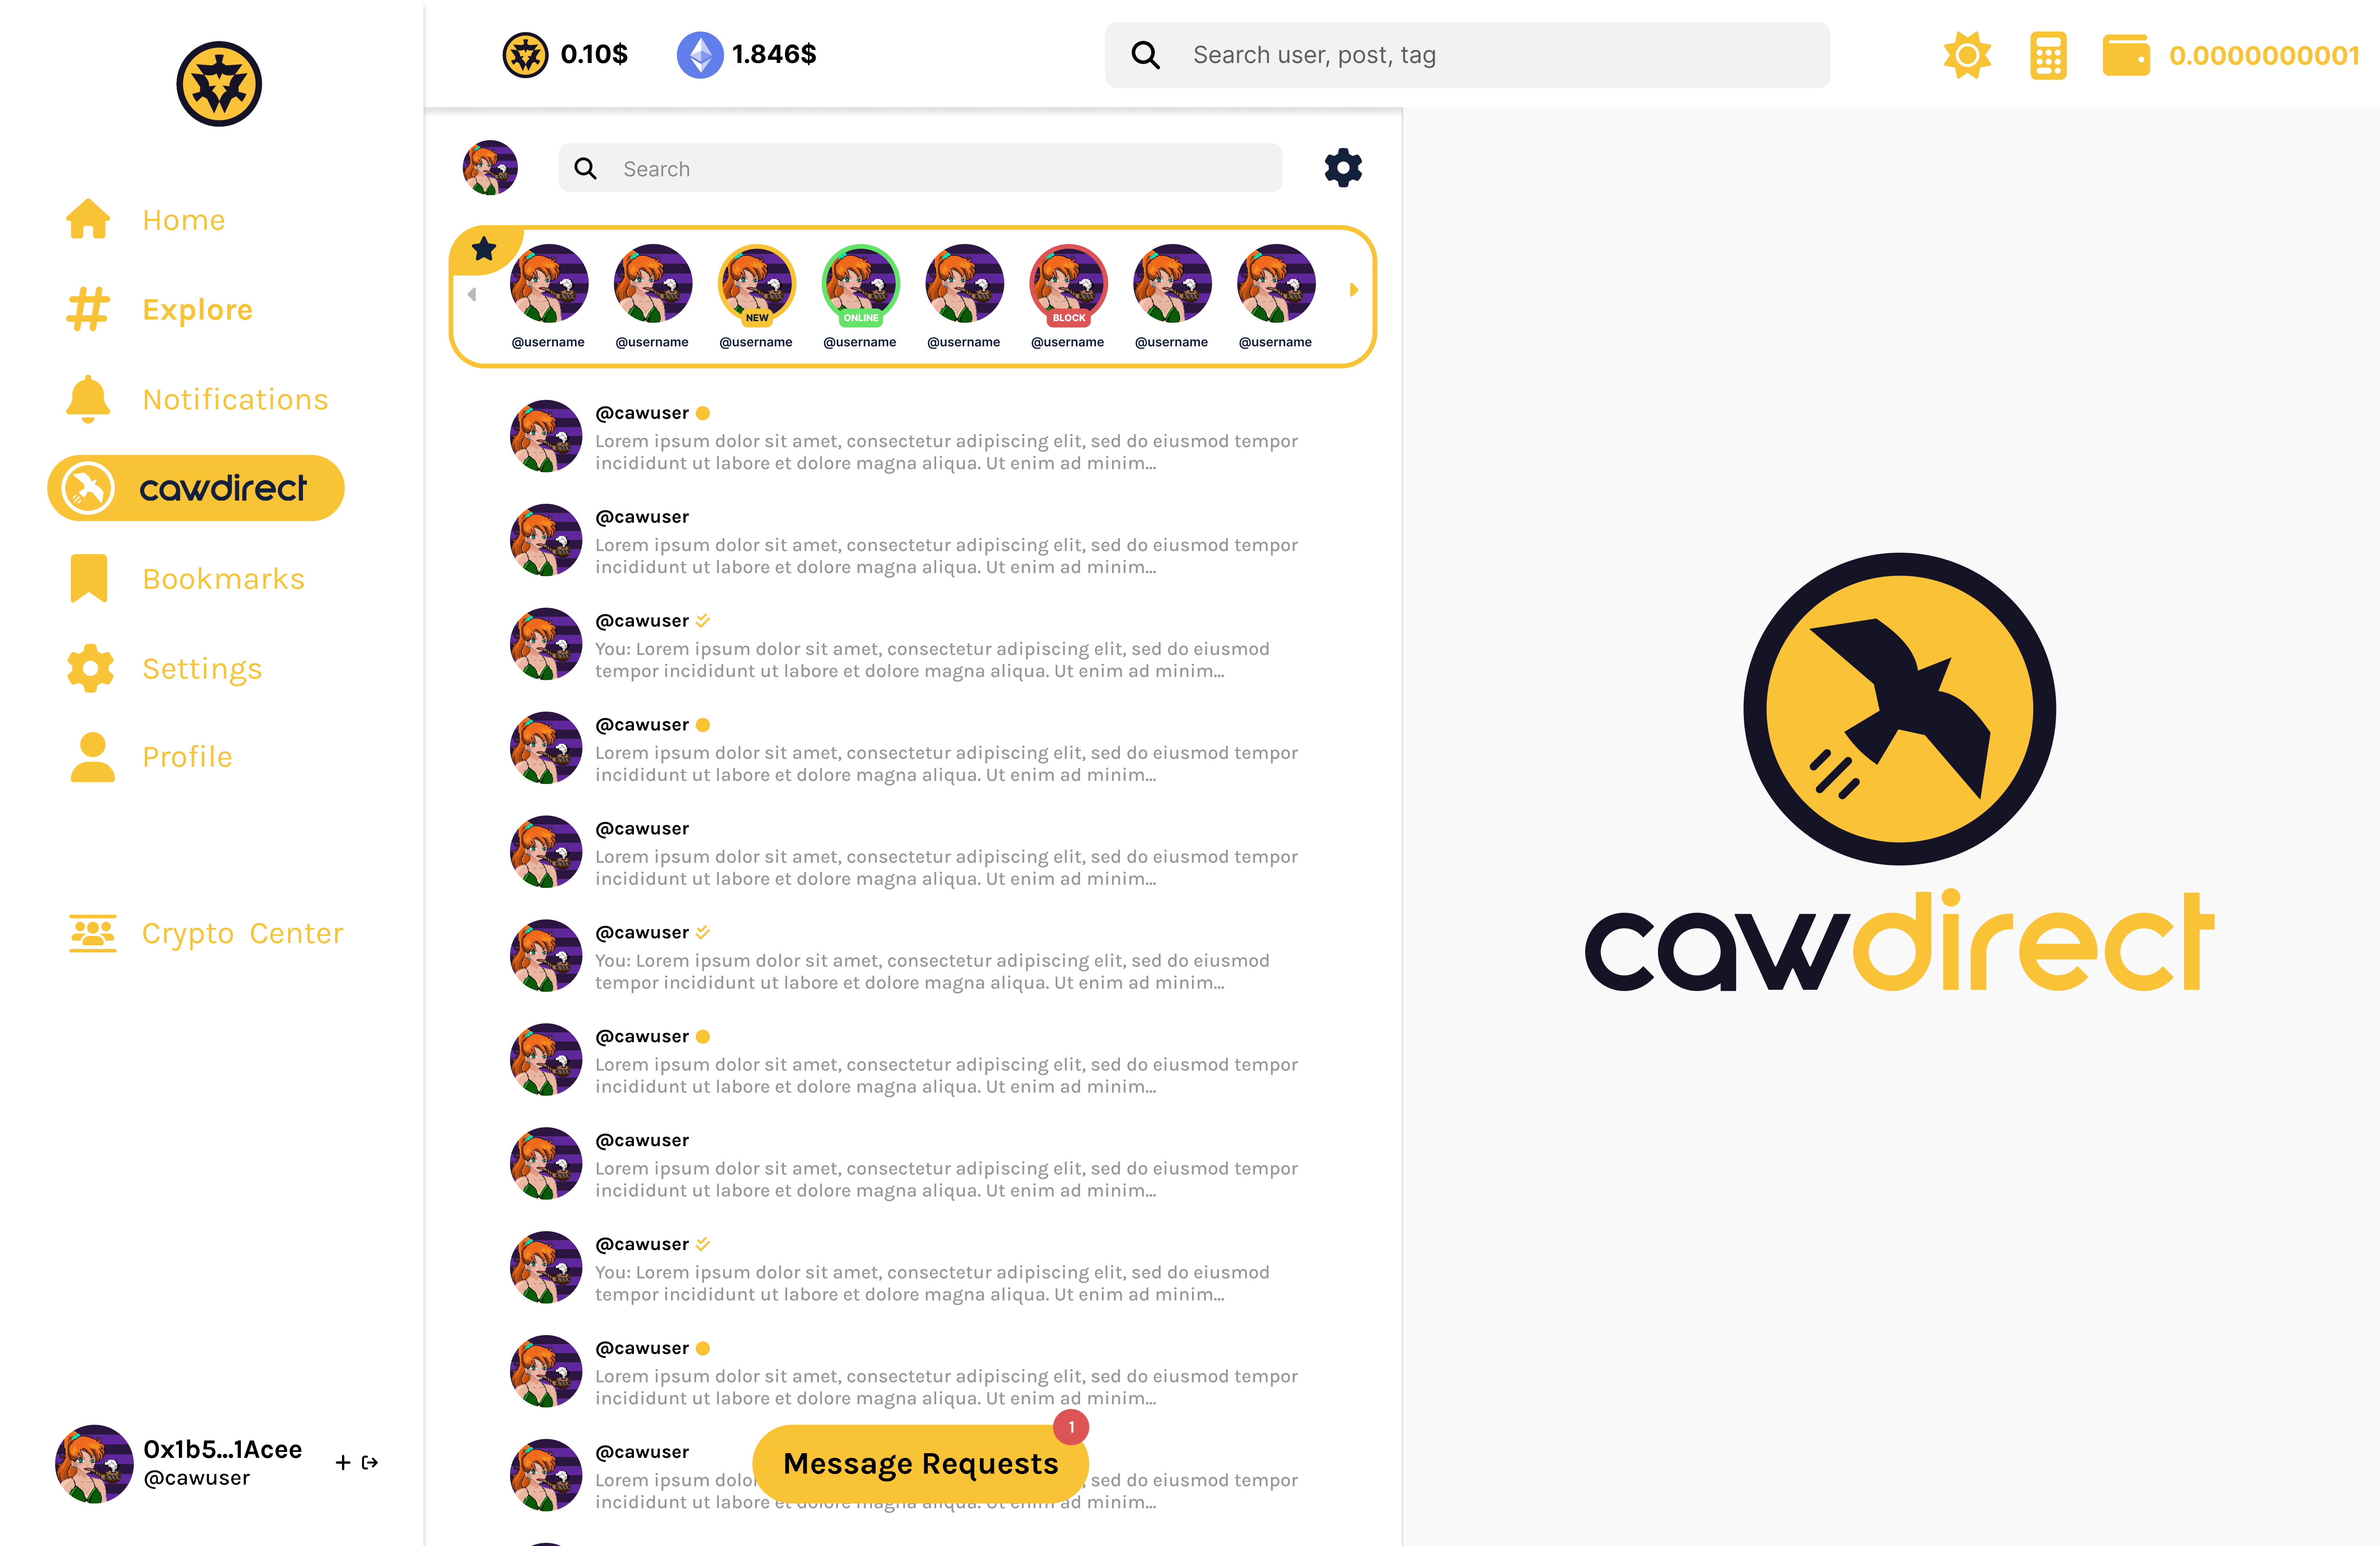 0.10$
1.846$
Search user, post, tag
0.0000000001
Home
Explore
Notifications
cawdirect
Bookmarks
Settings
Profile
Crypto Center
0x1b5...1Acee
@cawuser
Search
NEW
ONLINE
BLOCK
@username
@username
@username
@username
@username
@username
@username
@username
@cawuser
Lorem ipsum dolor sit amet, consectetur adipiscing elit, sed do eiusmod tempor
incididunt ut labore et dolore magna aliqua. Ut enim ad minim...
@cawuser
Lorem ipsum dolor sit amet, consectetur adipiscing elit, sed do eiusmod tempor
incididunt ut labore et dolore magna aliqua. Ut enim ad minim...
@cawuser
You: Lorem ipsum dolor sit amet, consectetur adipiscing elit, sed do eiusmod
tempor incididunt ut labore et dolore magna aliqua. Ut enim ad minim...
@cawuser
Lorem ipsum dolor sit amet, consectetur adipiscing elit, sed do eiusmod tempor
incididunt ut labore et dolore magna aliqua. Ut enim ad minim...
@cawuser
Lorem ipsum dolor sit amet, consectetur adipiscing elit, sed do eiusmod tempor
incididunt ut labore et dolore magna aliqua. Ut enim ad minim...
@cawuser
You: Lorem ipsum dolor sit amet, consectetur adipiscing elit, sed do eiusmod
tempor incididunt ut labore et dolore magna aliqua. Ut enim ad minim...
@cawuser
Lorem ipsum dolor sit amet, consectetur adipiscing elit, sed do eiusmod tempor
incididunt ut labore et dolore magna aliqua. Ut enim ad minim...
@cawuser
Lorem ipsum dolor sit amet, consectetur adipiscing elit, sed do eiusmod tempor
incididunt ut labore et dolore magna aliqua. Ut enim ad minim...
@cawuser
You: Lorem ipsum dolor sit amet, consectetur adipiscing elit, sed do eiusmod
tempor incididunt ut labore et dolore magna aliqua. Ut enim ad minim...
@cawuser
Lorem ipsum dolor sit amet, consectetur adipiscing elit, sed do eiusmod tempor
incididunt ut labore et dolore magna aliqua. Ut enim ad minim...
@cawuser
Lorem ipsum sed do eiusmod tempor
incididunt ut labore et dolore magna aliqua. Ut enim ad minim...
1
Message Requests
cawdirect